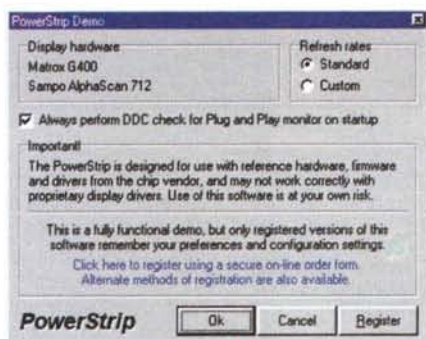 PowerStrip Demo
Display hardware
Matrox G400
Sampo AlphaScan 712
Refresh rates
Standard
Custom
Always perform DDC check for Plug and Play monitor on startup
Important!
The PowerStrip is designed for use with reference hardware, firmware
and drivers from the chip vendor, and may not work correctly with
proprietary display drivers. Use of this software is at your own risk.
This is a fully functional demo, but only registered versions of this
software remember your preferences and configuration settings.
Click here to register using a secure on-line order form.
Alternate methods of registration are also available.
PowerStrip
Ok
Cancel
Register